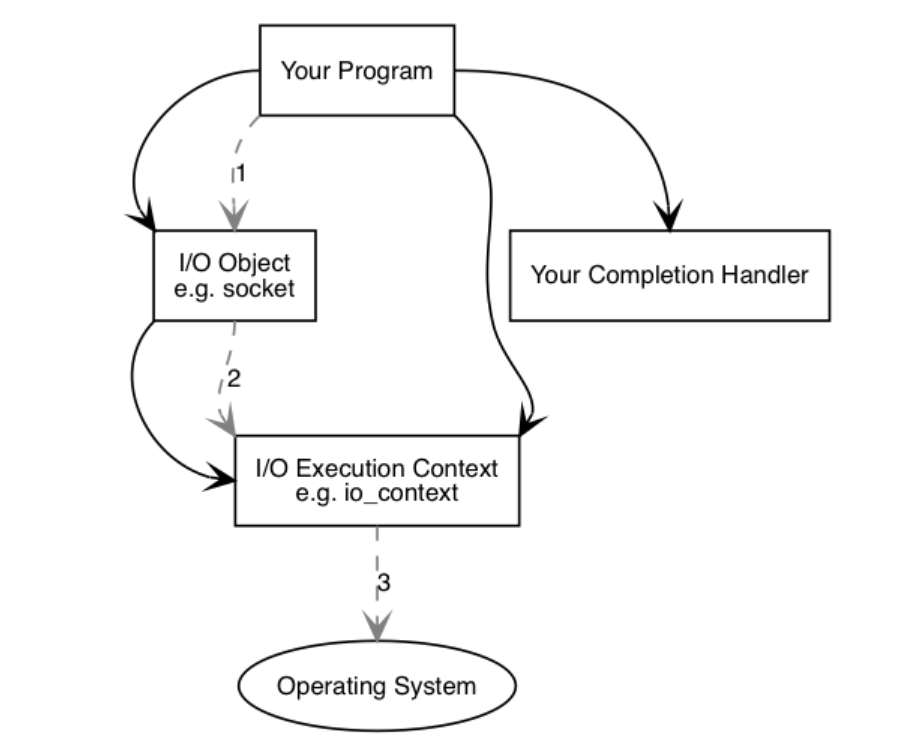 Your Program
1
I/O Object
e.g. socket
Your Completion Handler
2
I/O Execution Context
e.g. io_context
3
Operating System